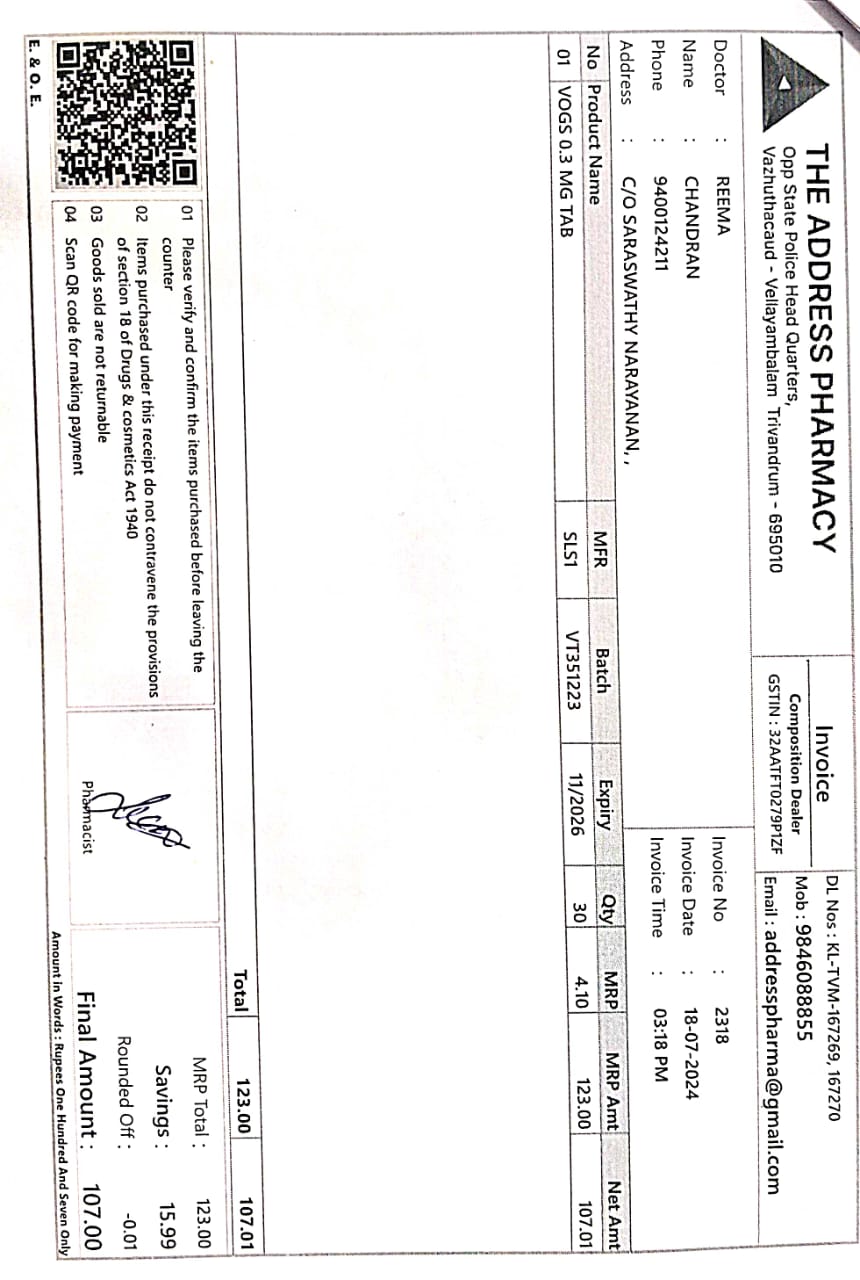 THE ADDRESS PHARMACY
Opp State Police Head Quarters,
Vazhuthacaud - Vellayambalam Trivandrum - 695010
Invoice
Composition Dealer
GSTIN : 32AATFT0279P1ZF
DL Nos : KL-TVM-167269, 167270
Mob : 9846088855
Email : addresspharma@gmail.com
Doctor : REEMA
Name : CHANDRAN
Phone : 9400124211
Address : C/O SARASWATHY NARAYANAN, ,
Invoice No : 2318
Invoice Date : 18-07-2024
Invoice Time : 03:18 PM
No Product Name MFR Batch Expiry Qty MRP MRP Amt Net Amt
01 VOGS 0.3 MG TAB SLS1 VT351223 11/2026 30 4.10 123.00 107.01
Total 123.00 107.01
01 Please verify and confirm the items purchased before leaving the
counter
02 Items purchased under this receipt do not contravene the provisions
of section 18 of Drugs & cosmetics Act 1940
03 Goods sold are not returnable
04 Scan QR code for making payment
Pharmacist
MRP Total : 123.00
Savings : 15.99
Rounded Off : -0.01
Final Amount : 107.00
Amount in Words : Rupees One Hundred And Seven Only
E. & O. E.